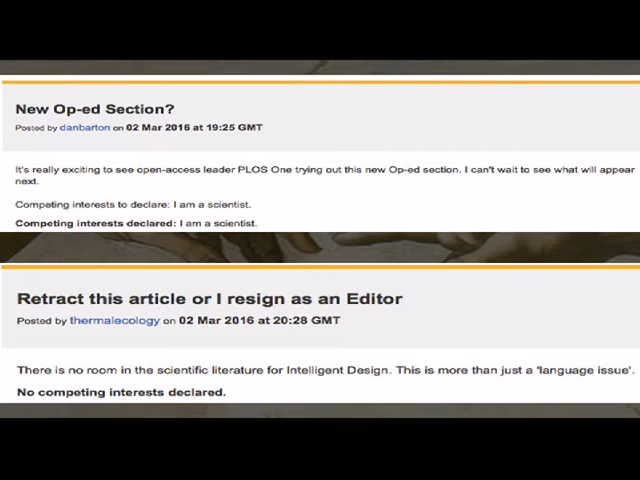 New Op-ed Section?
Posted by danbarton on 02 Mar 2016 at 19:25 GMT
It's really exciting to see open-access leader PLOS One trying out this new Op-ed section. I can't wait to see what will appear
next.
Competing interests to declare: I am a scientist.
Competing interests declared: I am a scientist.
Retract this article or I resign as an Editor
Posted by thermalecology on 02 Mar 2016 at 20:28 GMT
There is no room in the scientific literature for Intelligent Design. This is more than just a 'language issue'.
No competing interests declared.